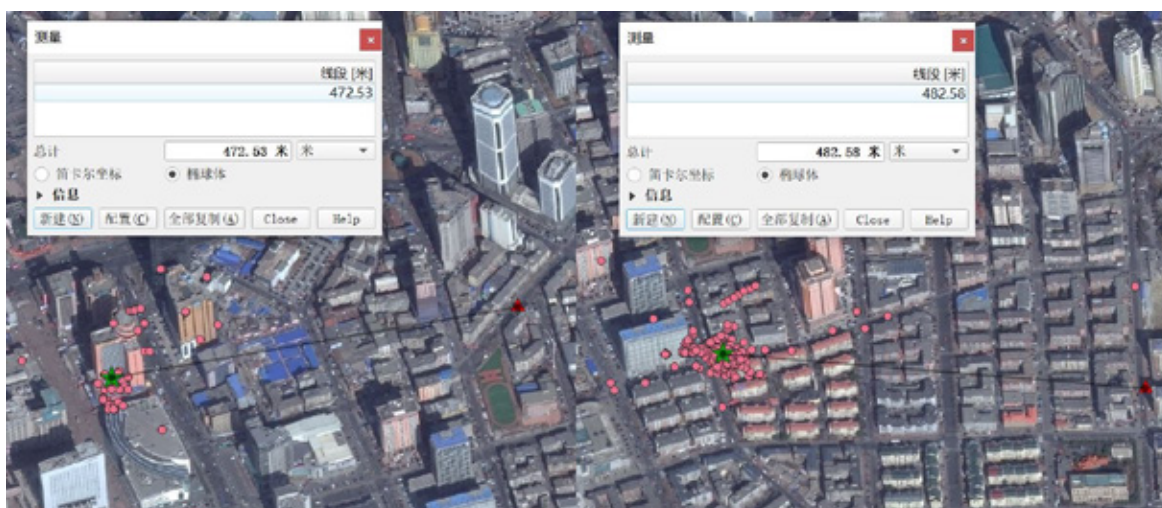 测量
线段 [米]
472.53
总计
472.53 米
米
笛卡尔坐标
椭球体
信息
新建(N)
配置(C)
全部复制(A)
Close
Help
测量
线段 [米]
482.58
总计
482.58 米
米
笛卡尔坐标
椭球体
信息
新建(N)
配置(C)
全部复制(A)
Close
Help